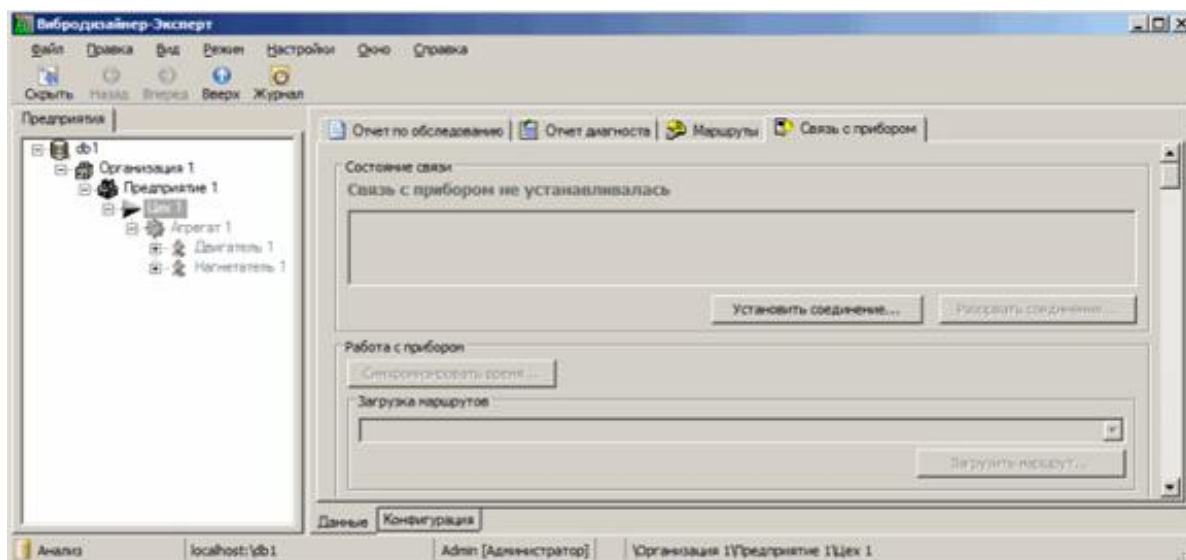 Вибродизайнер-Эксперт
Файл Правка Вид Режим Настройки Окно Справка
Скрыть Назад Вперед Вверх Журнал
Предприятия
Отчет по обследованию Отчет диагноста Маршруты Связь с прибором
db1
Организация 1
Предприятие 1
Цех 1
Агрегат 1
Двигатель 1
Нагнетатель 1
Состояние связи
Связь с прибором не устанавливалась
Установить соединение... Разорвать соединение...
Работа с прибором
Синхронизировать время...
Загрузка маршрутов
Загрузить маршрут...
Данные Конфигурация
Анализ localhost:\db1 Admin [Администратор] \Организация 1\Предприятие 1\Цех 1